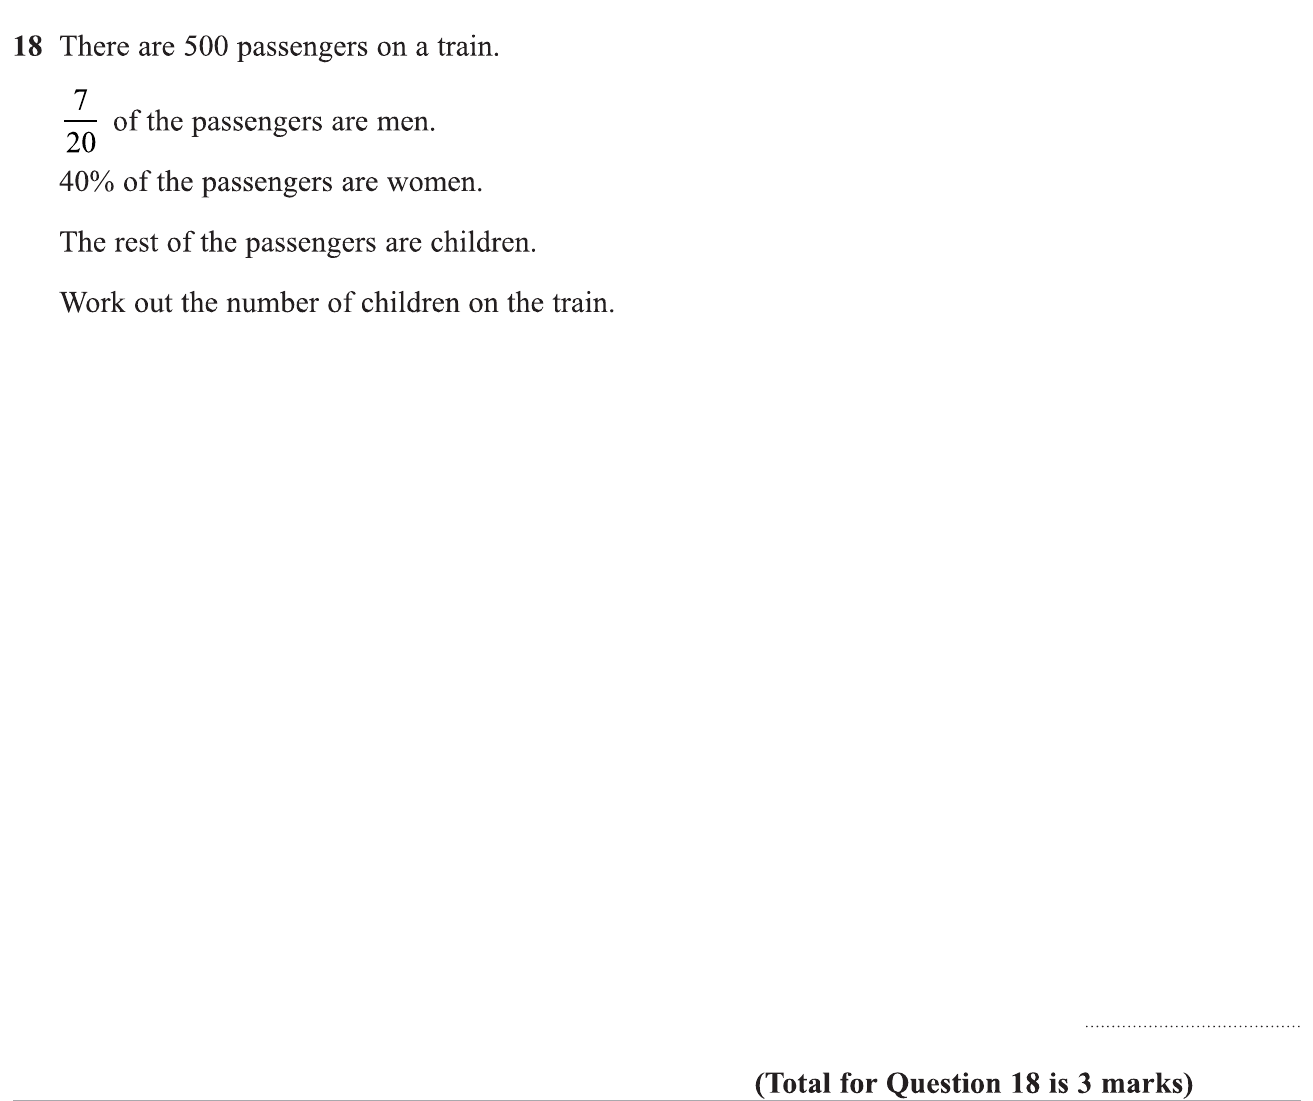 18 There are 500 passengers on a train.
7
20
of the passengers are men.
40% of the passengers are women.
The rest of the passengers are children.
Work out the number of children on the train.
(Total for Question 18 is 3 marks)